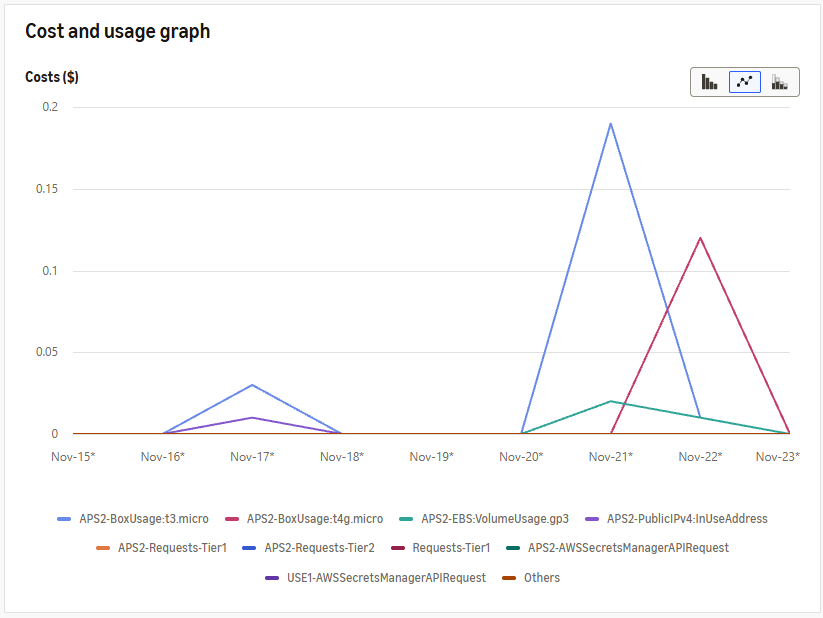 Cost and usage graph
Costs ($)
0.2
0.15
0.1
0.05
0
Nov-15* Nov-16* Nov-17* Nov-18* Nov-19* Nov-20* Nov-21* Nov-22* Nov-23*
APS2-BoxUsage:t3.micro APS2-BoxUsage:t4g.micro APS2-EBS:VolumeUsage.gp3 APS2-PublicIPv4:InUseAddress
APS2-Requests-Tier1 APS2-Requests-Tier2 Requests-Tier1 APS2-AWSSecretsManagerAPIRequest
USE1-AWSSecretsManagerAPIRequest Others